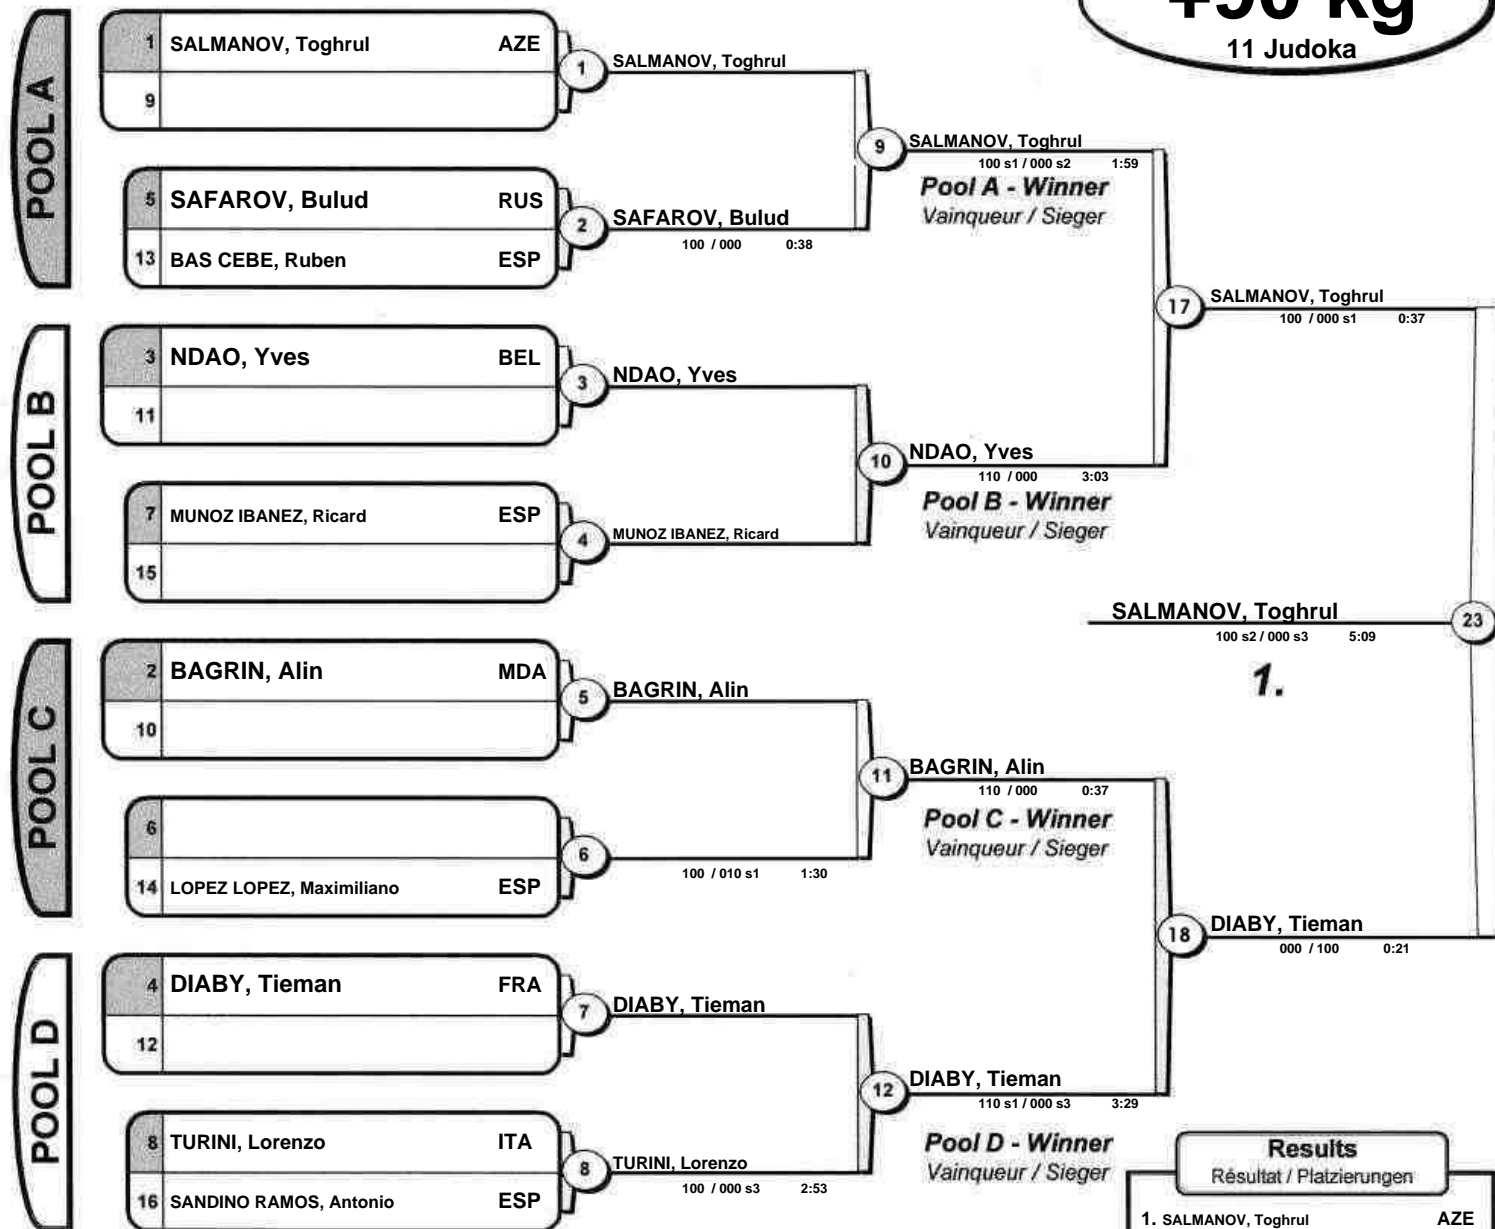 +90 kg
11 Judoka
POOL A
1 SALMANOV, Toghrul AZE
9
1
SALMANOV, Toghrul
5 SAFAROV, Bulud RUS
13 BAS CEBE, Ruben ESP
2
SAFAROV, Bulud
100 / 000 0:38
9
SALMANOV, Toghrul
100 s1 / 000 s2 1:59
Pool A - Winner
Vainqueur / Sieger
POOL B
3 NDAO, Yves BEL
11
3
NDAO, Yves
7 MUNOZ IBANEZ, Ricard ESP
15
4
MUNOZ IBANEZ, Ricard
10
NDAO, Yves
110 / 000 3:03
Pool B - Winner
Vainqueur / Sieger
17
SALMANOV, Toghrul
100 / 000 s1 0:37
SALMANOV, Toghrul
100 s2 / 000 s3 5:09
23
1.
POOL C
2 BAGRIN, Alin MDA
10
5
BAGRIN, Alin
6
14 LOPEZ LOPEZ, Maximiliano ESP
6
100 / 010 s1 1:30
11
BAGRIN, Alin
110 / 000 0:37
Pool C - Winner
Vainqueur / Sieger
POOL D
4 DIABY, Tieman FRA
12
7
DIABY, Tieman
8 TURINI, Lorenzo ITA
16 SANDINO RAMOS, Antonio ESP
8
TURINI, Lorenzo
100 / 000 s3 2:53
12
DIABY, Tieman
110 s1 / 000 s3 3:29
Pool D - Winner
Vainqueur / Sieger
18
DIABY, Tieman
000 / 100 0:21
Results
Résultat / Platzierungen
1. SALMANOV, Toghrul AZE